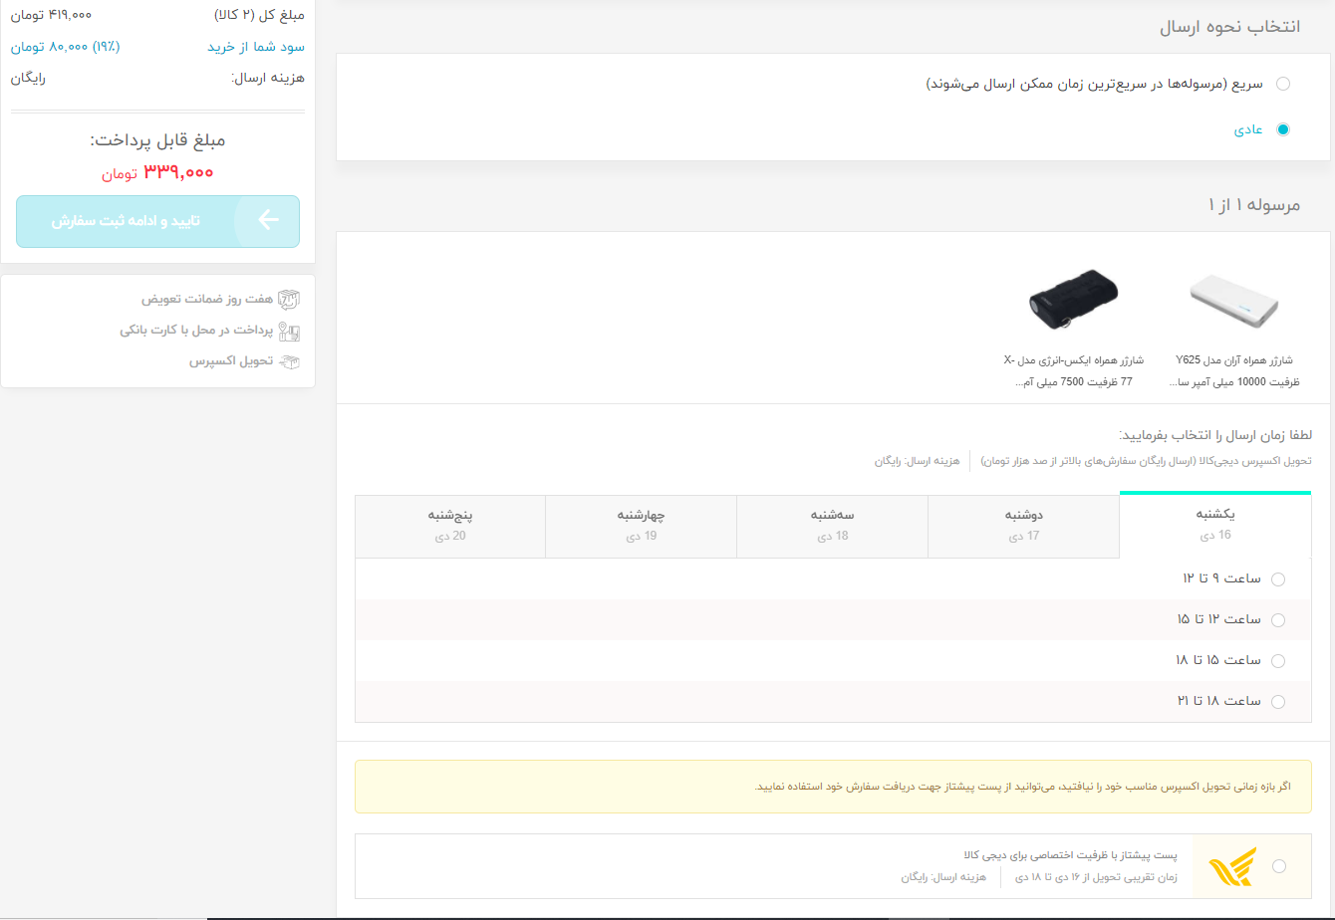 انتخاب نحوه ارسال
سریع (مرسوله‌ها در سریع‌ترین زمان ممکن ارسال می‌شوند)
عادی
مرسوله ۱ از ۱
شارژر همراه آران مدل Y625
ظرفیت 10000 میلی آمپر سا...
شارژر همراه ایکس-انرژی مدل X-
77 ظرفیت 7500 میلی آم...
لطفا زمان ارسال را انتخاب بفرمایید:
تحویل اکسپرس دیجی‌کالا (ارسال رایگان سفارش‌های بالاتر از صد هزار تومان) هزینه ارسال: رایگان
یکشنبه
16 دی
دوشنبه
17 دی
سه‌شنبه
18 دی
چهارشنبه
19 دی
پنج‌شنبه
20 دی
ساعت ۹ تا ۱۲
ساعت ۱۲ تا ۱۵
ساعت ۱۵ تا ۱۸
ساعت ۱۸ تا ۲۱
اگر بازه زمانی تحویل اکسپرس مناسب خود را نیافتید، می‌توانید از پست پیشتاز جهت دریافت سفارش خود استفاده نمایید.
پست پیشتاز با ظرفیت اختصاصی برای دیجی کالا
زمان تقریبی تحویل از ۱۶ دی تا ۱۸ دی هزینه ارسال: رایگان
مبلغ کل (۲ کالا) ۴۱۹,۰۰۰ تومان
سود شما از خرید (۱۹٪) ۸۰,۰۰۰ تومان
هزینه ارسال: رایگان
مبلغ قابل پرداخت:
۳۳۹,۰۰۰ تومان
تایید و ادامه ثبت سفارش
هفت روز ضمانت تعویض
پرداخت در محل با کارت بانکی
تحویل اکسپرس